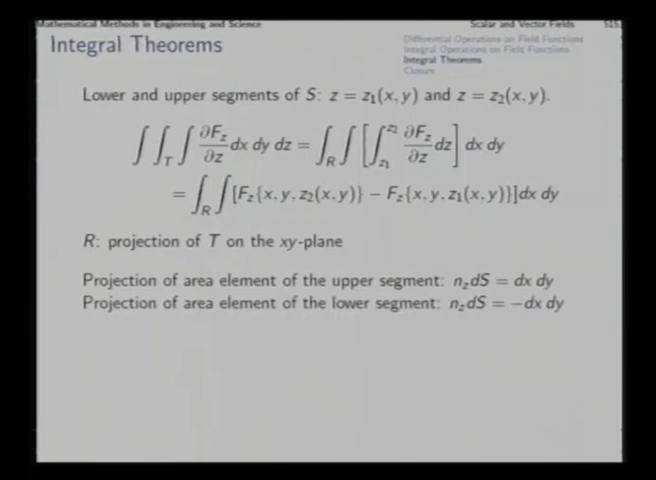 Mathematical Methods in Engineering and Science
Scalar and Vector Fields 515,
Integral Theorems
Differential Operations on Field Functions
Integral Operations on Field Functions
Integral Theorems
Closure
Lower and upper segments of S: z = z₁(x, y) and z = z₂(x, y).
∫∫_T∫ ∂F_z/∂z dx dy dz = ∫_R∫ [∫_{z₁}^{z₂} ∂F_z/∂z dz] dx dy
= ∫_R∫ [F_z{x, y, z₂(x, y)} − F_z{x, y, z₁(x, y)}]dx dy
R: projection of T on the xy-plane
Projection of area element of the upper segment: n_z dS = dx dy
Projection of area element of the lower segment: n_z dS = −dx dy